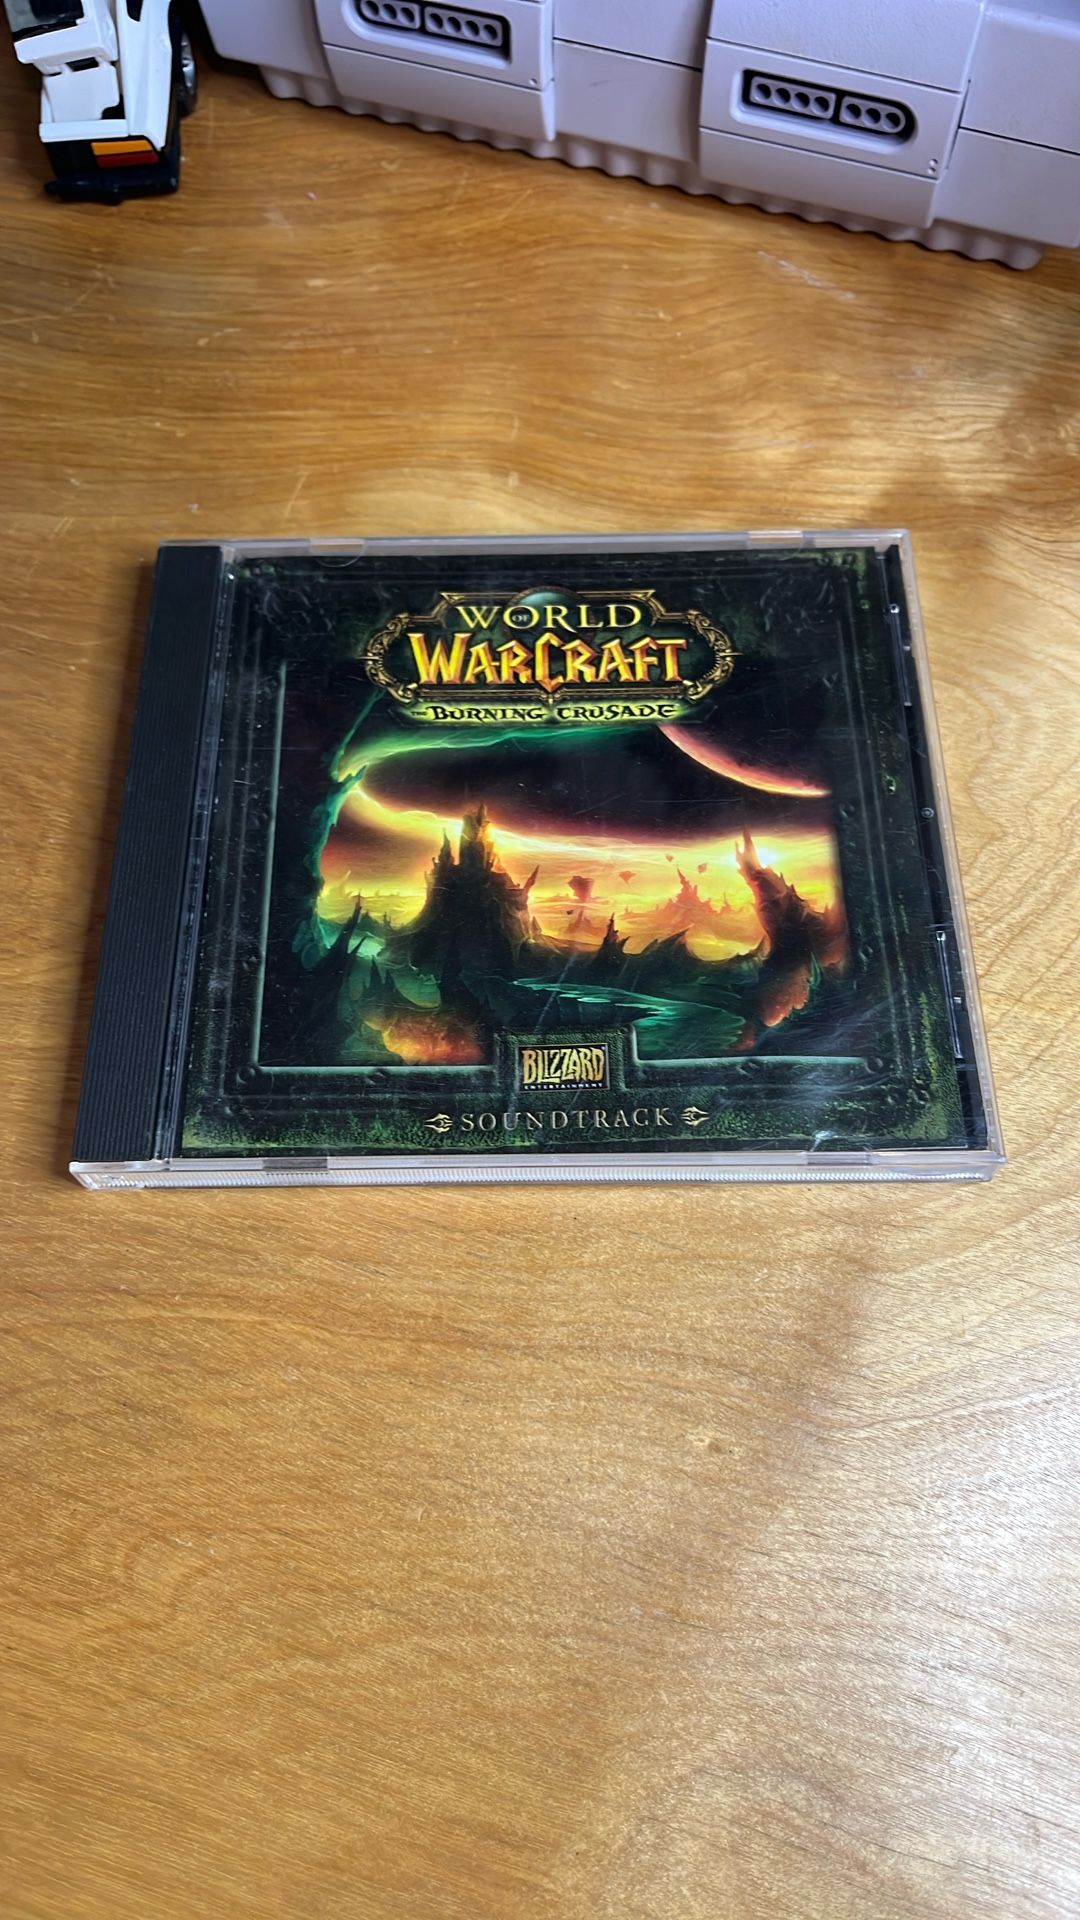 WORLD
OF
WARCRAFT
THE BURNING CRUSADE
BLIZZARD
ENTERTAINMENT
SOUNDTRACK